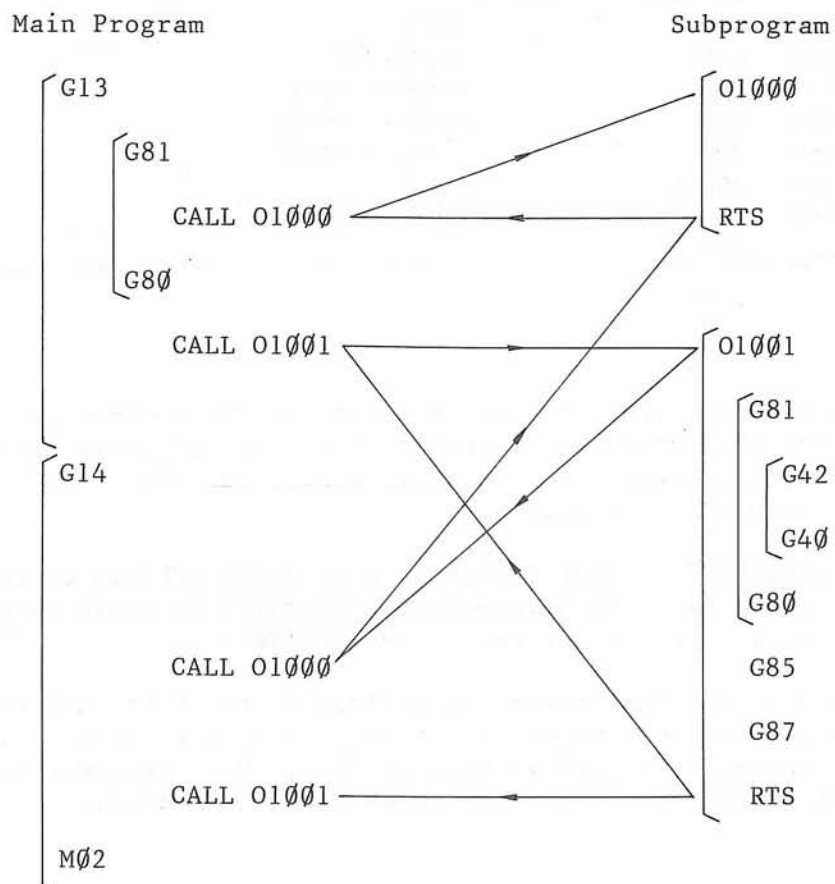 Main Program Subprogram
G13 O1ØØØ
G81
CALL O1ØØØ RTS
G8Ø
CALL O1ØØ1 O1ØØ1
G81
G14 G42
G4Ø
G8Ø
CALL O1ØØØ G85
G87
CALL O1ØØ1 RTS
MØ2